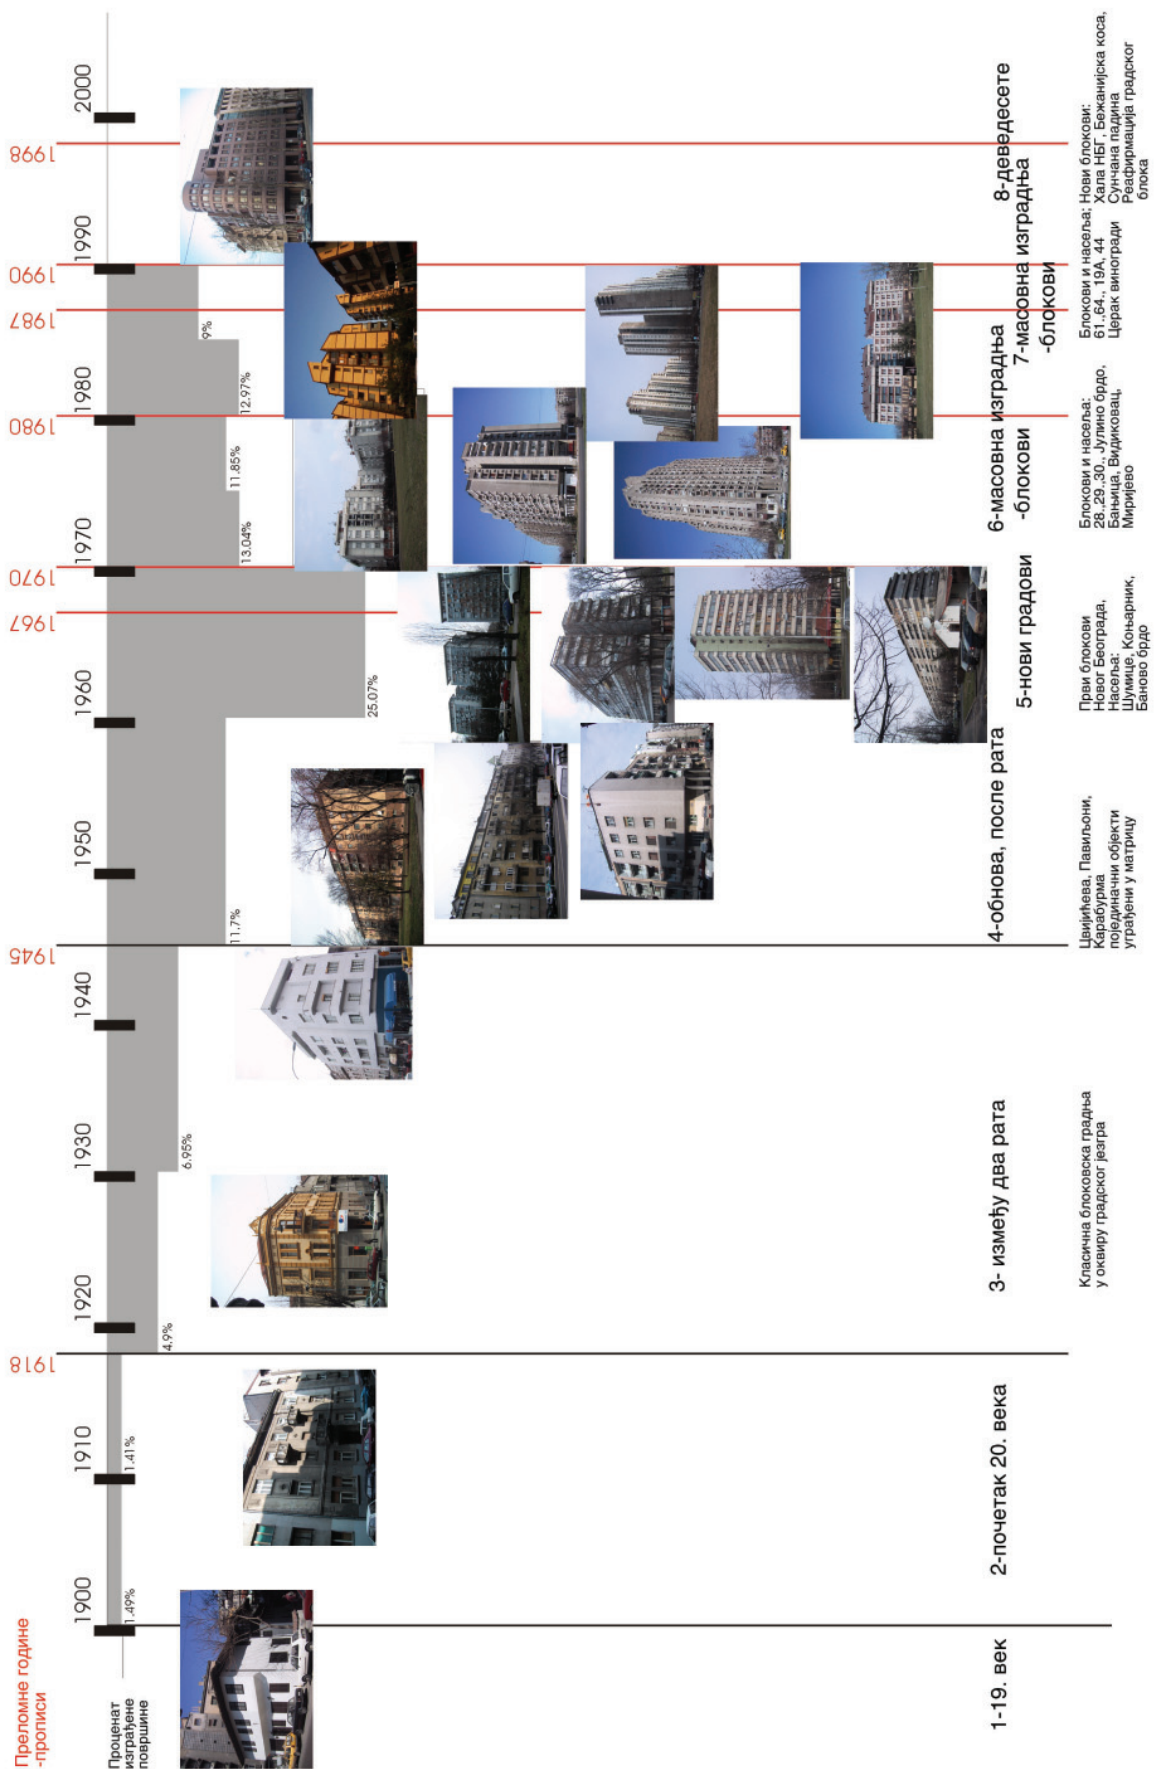 Преломне године
-прописи
1918
1945
1967
1970
1980
1987
1990
1998
1900
1910
1920
1930
1940
1950
1960
1970
1980
1990
2000
Проценат
изграђене
површине
1.49%
1.41%
4.9%
6.95%
11.7%
25.07%
13.04%
11.85%
12.97%
9%
1-19. век
2-почетак 20. века
3- између два рата
4-обнова, после рата
5-нови градови
6-масовна изградња
-блокови
7-масовна изградња
-блокови
8-деведесете
Класична блоковска градња
у оквиру градског језгра
Цвијићева, Павиљони,
Карабурма
појединачни објекти
уграђени у матрицу
Први блокови
Новог Београда,
Насеља:
Шумице, Коњарник,
Баново брдо
Блокови и насеља:
28.,29.,30., Јулино брдо,
Бањица, Видиковац,
Миријево
Блокови и насеља;
61.,64., 19А, 44
Церак виногради
Нови блокови:
Хала НБГ, Бежанијска коса,
Сунчана падина
Реафирмација градског
блока